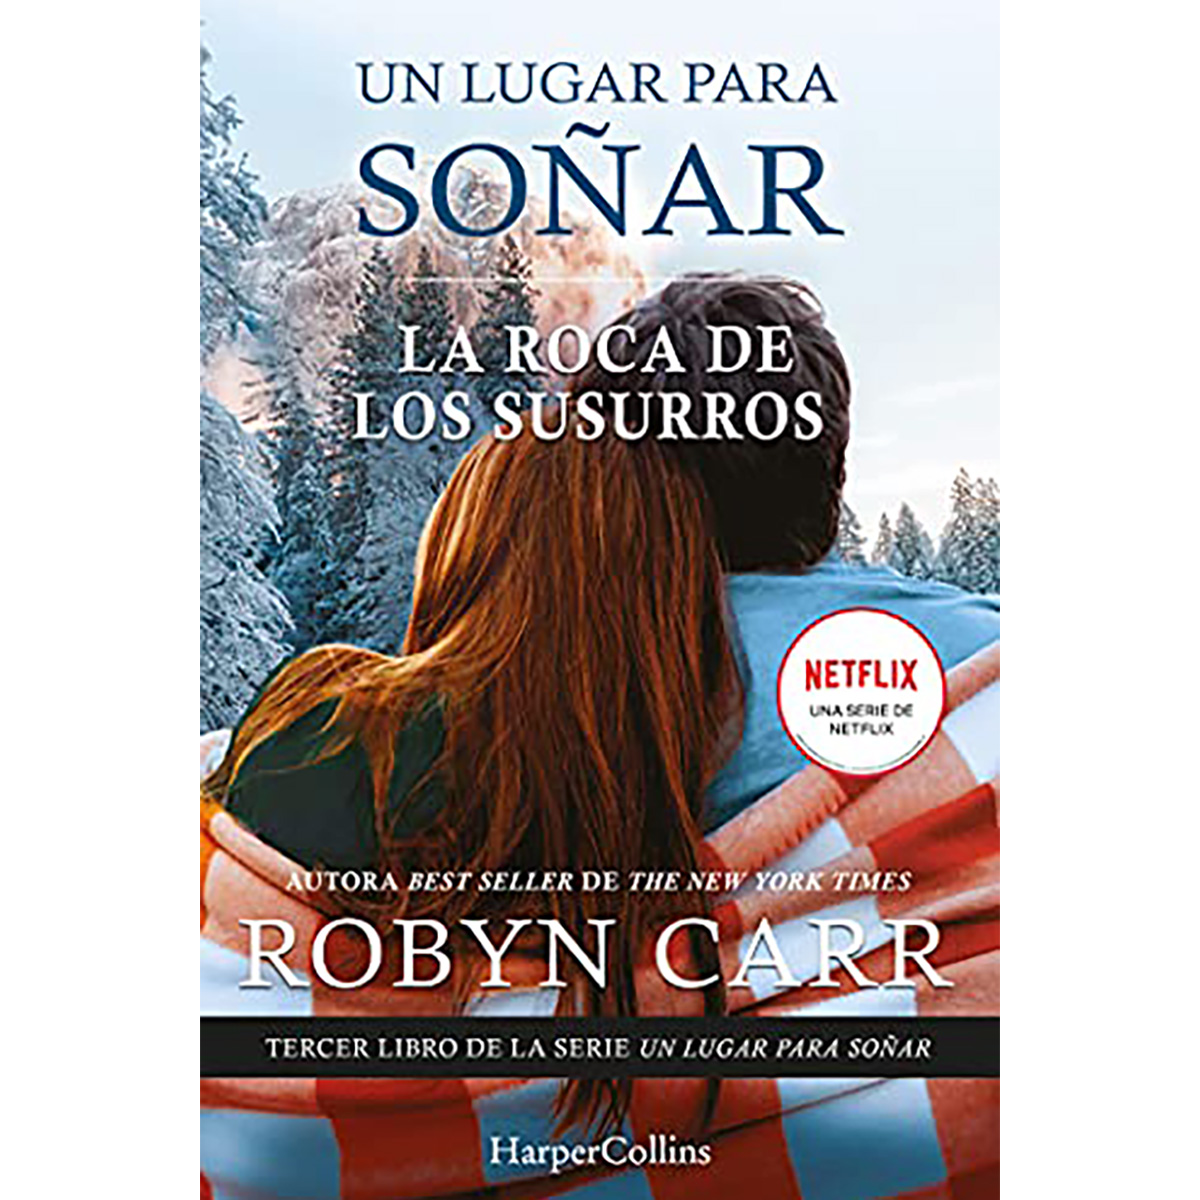 UN LUGAR PARA
SOÑAR
LA ROCA DE
LOS SUSURROS
NETFLIX
UNA SERIE DE
NETFLIX
AUTORA BEST SELLER DE THE NEW YORK TIMES
ROBYN CARR
TERCER LIBRO DE LA SERIE UN LUGAR PARA SOÑAR
HarperCollins